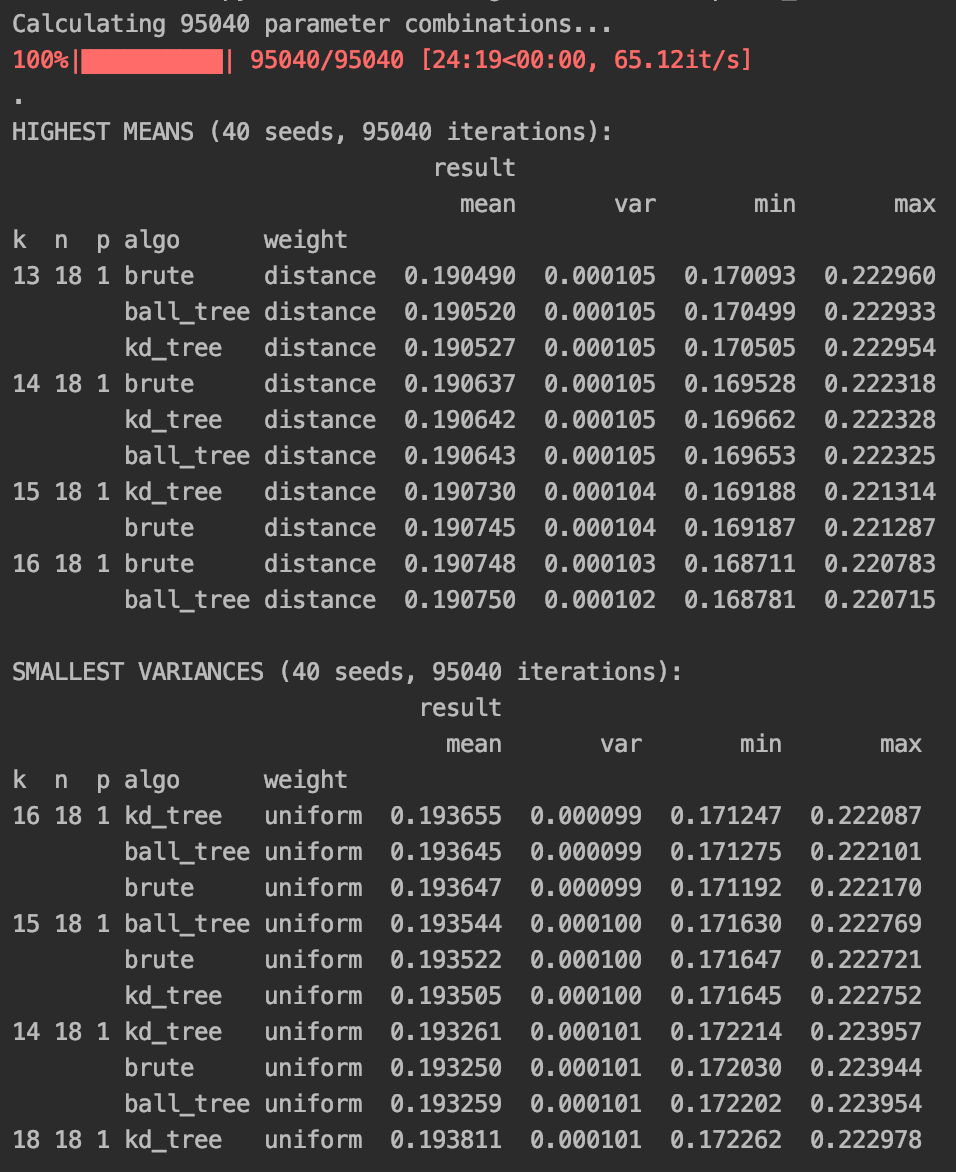 Calculating 95040 parameter combinations...
100%|██████████| 95040/95040 [24:19<00:00, 65.12it/s]
.
HIGHEST MEANS (40 seeds, 95040 iterations):
result
mean var min max
k n p algo weight
13 18 1 brute distance 0.190490 0.000105 0.170093 0.222960
ball_tree distance 0.190520 0.000105 0.170499 0.222933
kd_tree distance 0.190527 0.000105 0.170505 0.222954
14 18 1 brute distance 0.190637 0.000105 0.169528 0.222318
kd_tree distance 0.190642 0.000105 0.169662 0.222328
ball_tree distance 0.190643 0.000105 0.169653 0.222325
15 18 1 kd_tree distance 0.190730 0.000104 0.169188 0.221314
brute distance 0.190745 0.000104 0.169187 0.221287
16 18 1 brute distance 0.190748 0.000103 0.168711 0.220783
ball_tree distance 0.190750 0.000102 0.168781 0.220715
SMALLEST VARIANCES (40 seeds, 95040 iterations):
result
mean var min max
k n p algo weight
16 18 1 kd_tree uniform 0.193655 0.000099 0.171247 0.222087
ball_tree uniform 0.193645 0.000099 0.171275 0.222101
brute uniform 0.193647 0.000099 0.171192 0.222170
15 18 1 ball_tree uniform 0.193544 0.000100 0.171630 0.222769
brute uniform 0.193522 0.000100 0.171647 0.222721
kd_tree uniform 0.193505 0.000100 0.171645 0.222752
14 18 1 kd_tree uniform 0.193261 0.000101 0.172214 0.223957
brute uniform 0.193250 0.000101 0.172030 0.223944
ball_tree uniform 0.193259 0.000101 0.172202 0.223954
18 18 1 kd_tree uniform 0.193811 0.000101 0.172262 0.222978